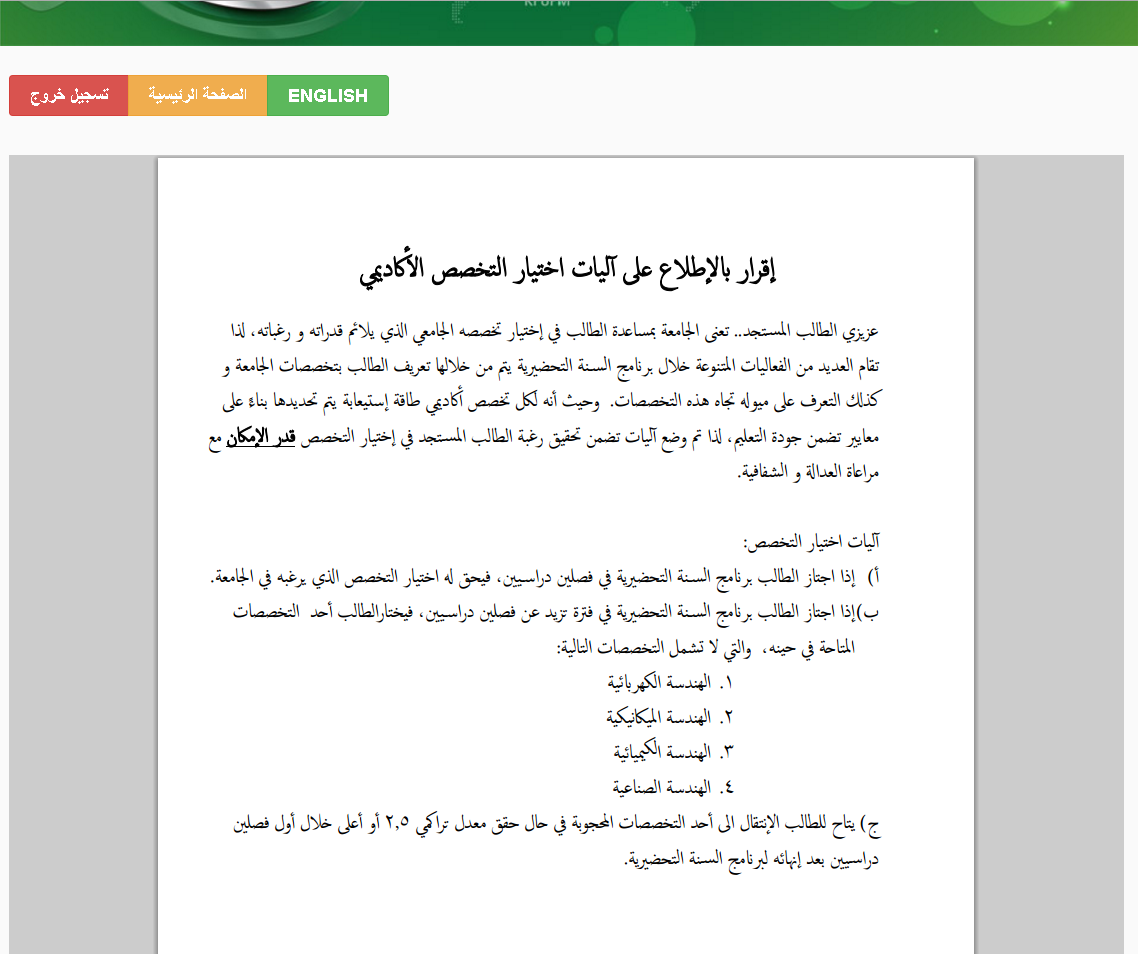 تسجيل خروج
الصفحة الرئيسية
ENGLISH
إقرار بالإطلاع على آليات اختيار التخصص الأكاديمي
عزيزي الطالب المستجد.. تعنى الجامعة بمساعدة الطالب في إختيار تخصصه الجامعي الذي يلائم قدراته و رغباته، لذا
تقام العديد من الفعاليات المتنوعة خلال برنامج السنة التحضيرية يتم من خلالها تعريف الطالب بتخصصات الجامعة و
كذلك التعرف على ميوله تجاه هذه التخصصات. وحيث أنه لكل تخصص أكاديمي طاقة إستيعابة يتم تحديدها بناءً على
معايير تضمن جودة التعليم، لذا تم وضع آليات تضمن تحقيق رغبة الطالب المستجد في إختيار التخصص قدر الإمكان مع
مراعاة العدالة و الشفافية.
آليات اختيار التخصص:
أ) إذا اجتاز الطالب برنامج السنة التحضيرية في فصلين دراسيين، فيحق له اختيار التخصص الذي يرغبه في الجامعة.
ب)إذا اجتاز الطالب برنامج السنة التحضيرية في فترة تزيد عن فصلين دراسيين، فيختارالطالب أحد التخصصات
المتاحة في حينه، والتي لا تشمل التخصصات التالية:
١. الهندسة الكهربائية
٢. الهندسة الميكانيكية
٣. الهندسة الكيميائية
٤. الهندسة الصناعية
ج) يتاح للطالب الإنتقال الى أحد التخصصات المحجوبة في حال حقق معدل تراكمي ٢,٥ أو أعلى خلال أول فصلين
دراسيين بعد إنهائه لبرنامج السنة التحضيرية.